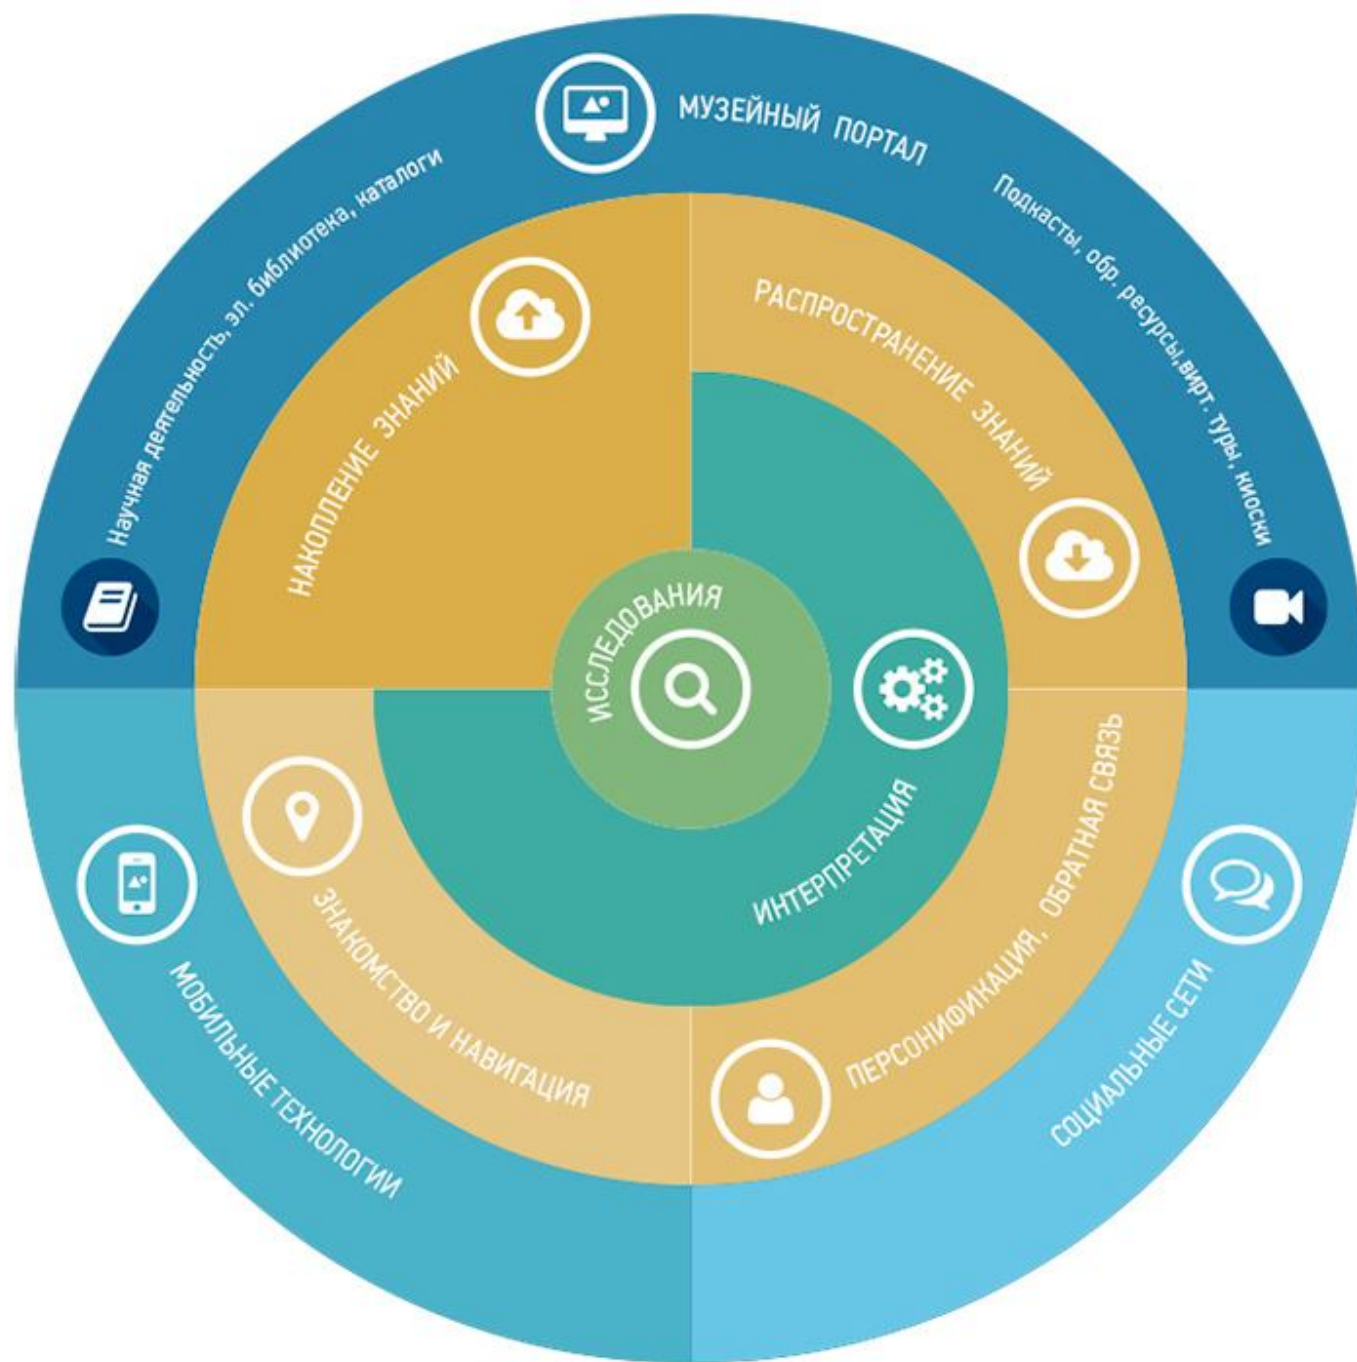 МУЗЕЙНЫЙ ПОРТАЛ
Научная деятельность, эл. библиотека, каталоги
Подкасты, обр. ресурсы,вирт. туры, киоски
НАКОПЛЕНИЕ ЗНАНИЙ
РАСПРОСТРАНЕНИЕ ЗНАНИЙ
ИССЛЕДОВАНИЯ
ИНТЕРПРЕТАЦИЯ
ЗНАКОМСТВО И НАВИГАЦИЯ
ПЕРСОНИФИКАЦИЯ, ОБРАТНАЯ СВЯЗЬ
МОБИЛЬНЫЕ ТЕХНОЛОГИИ
СОЦИАЛЬНЫЕ СЕТИ